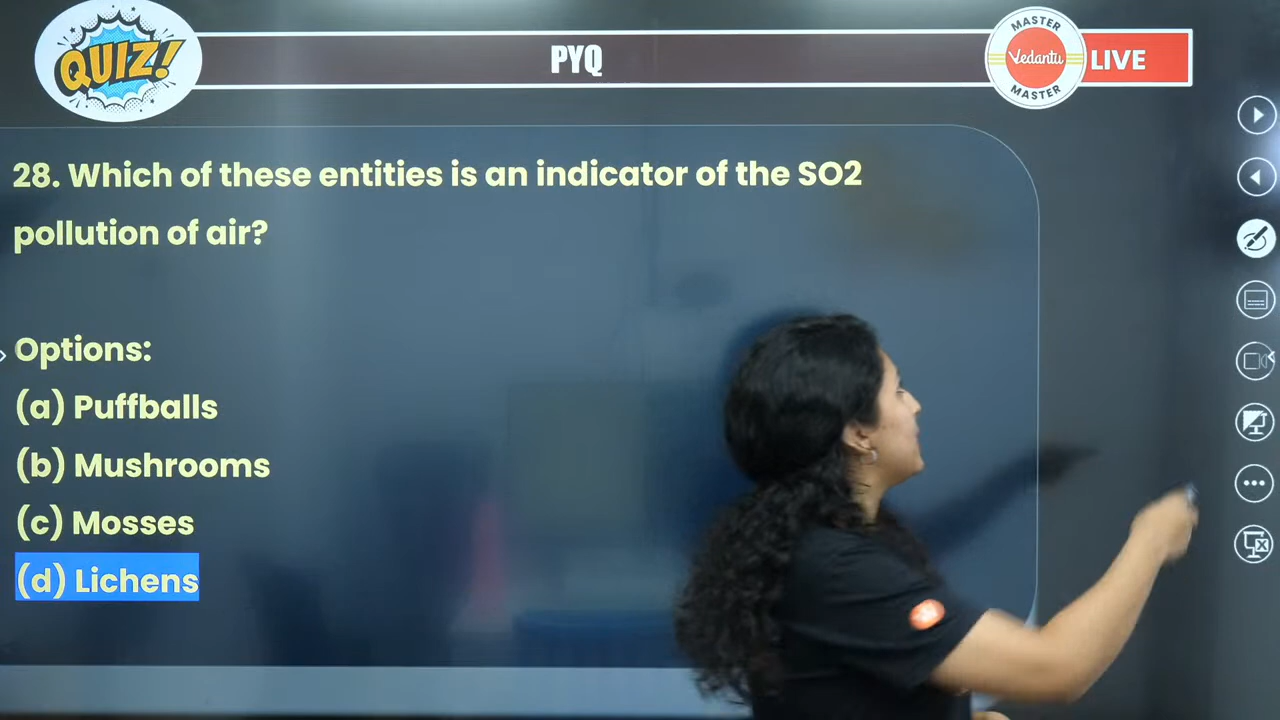 QUIZ!
PYQ
MASTER
Vedantu
MASTER
LIVE
28. Which of these entities is an indicator of the SO2
pollution of air?
Options:
(a) Puffballs
(b) Mushrooms
(c) Mosses
(d) Lichens